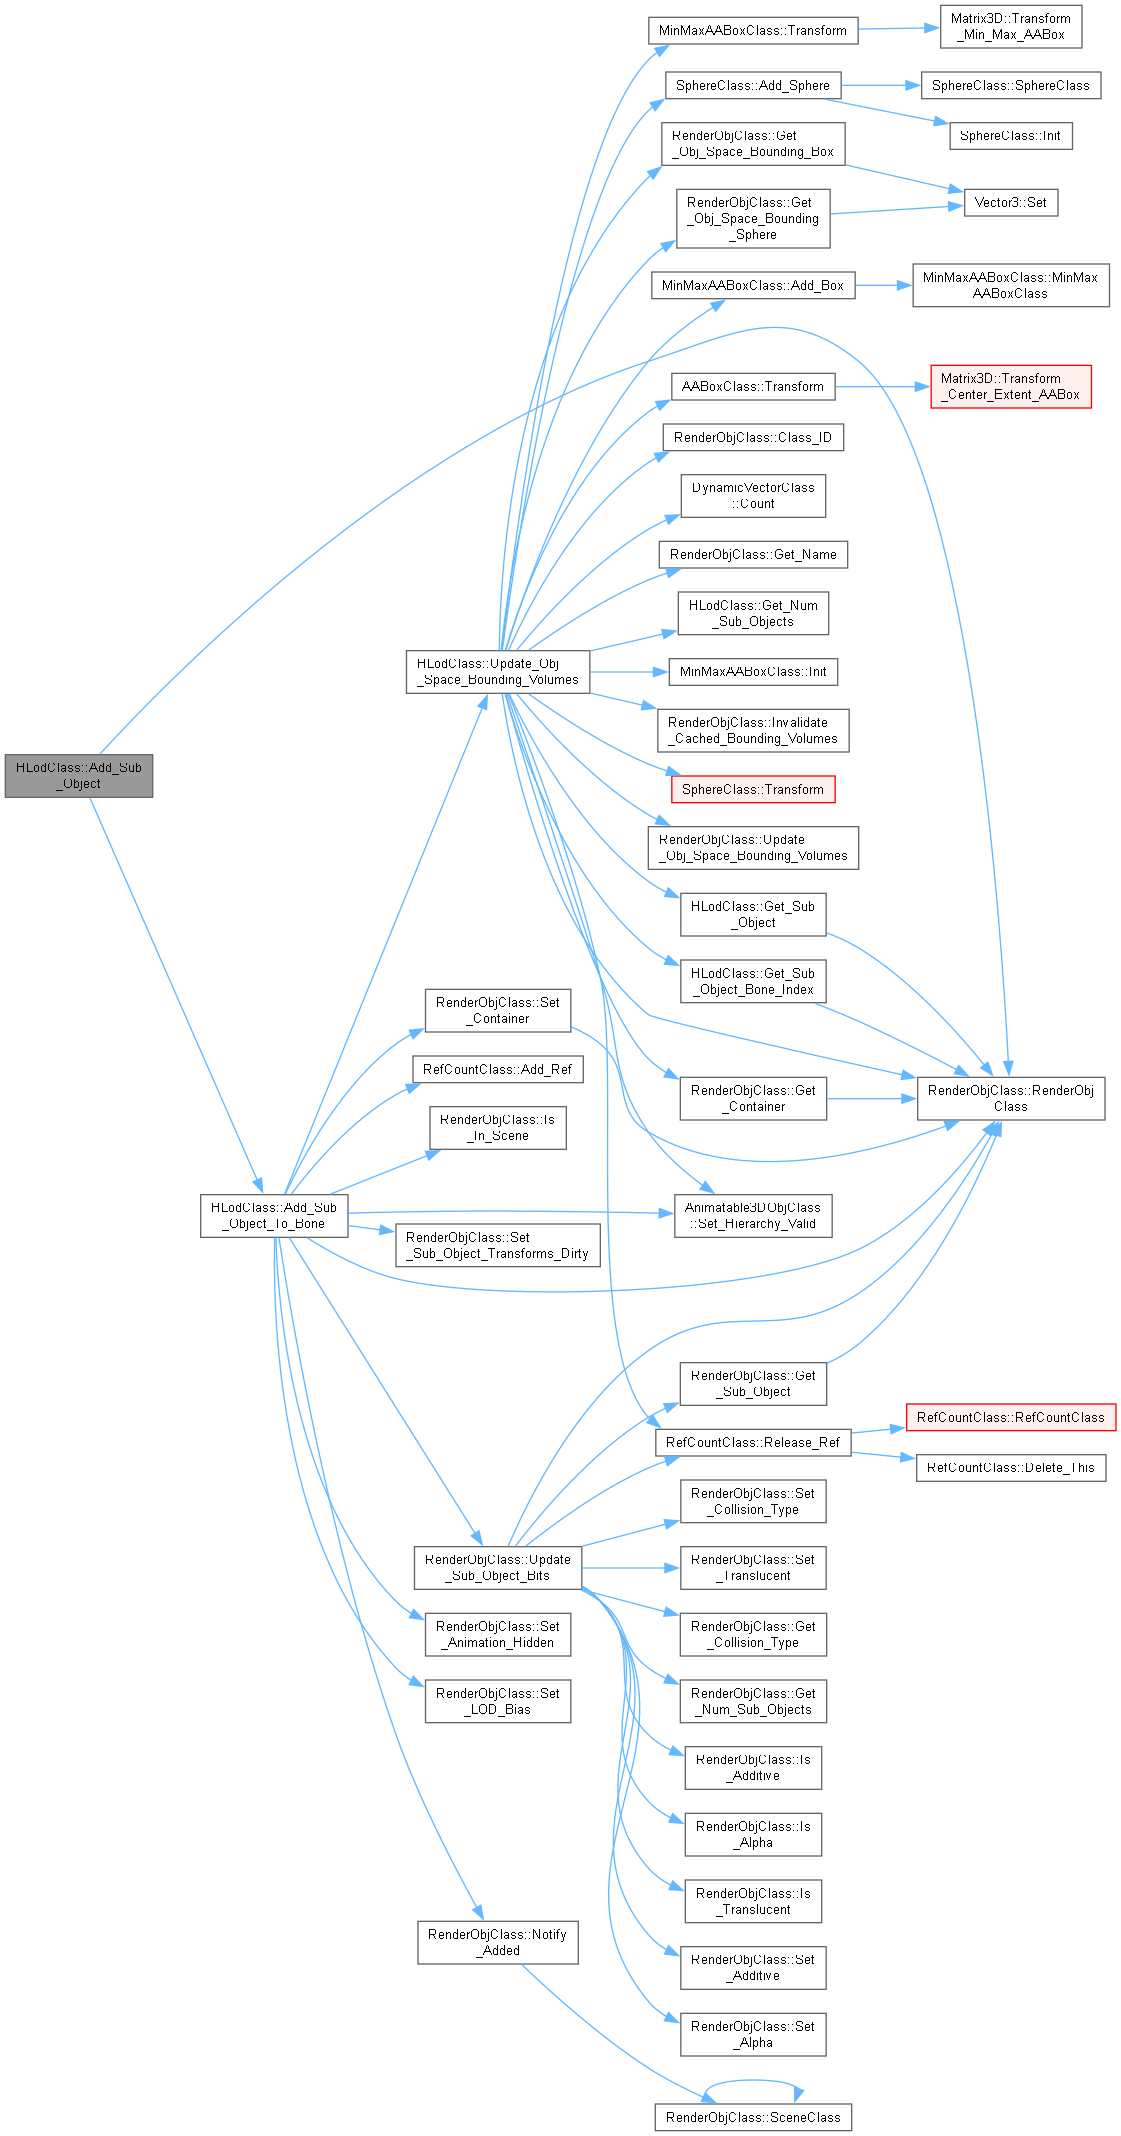 MinMaxAABoxClass::Transform
Matrix3D::Transform
_Min_Max_AABox
SphereClass::Add_Sphere
SphereClass::SphereClass
SphereClass::Init
RenderObjClass::Get
_Obj_Space_Bounding_Box
RenderObjClass::Get
_Obj_Space_Bounding
_Sphere
Vector3::Set
MinMaxAABoxClass::Add_Box
MinMaxAABoxClass::MinMax
AABoxClass
AABoxClass::Transform
Matrix3D::Transform
_Center_Extent_AABox
RenderObjClass::Class_ID
DynamicVectorClass
::Count
RenderObjClass::Get_Name
HLodClass::Get_Num
_Sub_Objects
HLodClass::Update_Obj
_Space_Bounding_Volumes
MinMaxAABoxClass::Init
RenderObjClass::Invalidate
_Cached_Bounding_Volumes
HLodClass::Add_Sub
_Object
SphereClass::Transform
RenderObjClass::Update
_Obj_Space_Bounding_Volumes
HLodClass::Get_Sub
_Object
HLodClass::Get_Sub
_Object_Bone_Index
RenderObjClass::Set
_Container
RefCountClass::Add_Ref
RenderObjClass::Get
_Container
RenderObjClass::RenderObj
Class
RenderObjClass::Is
_In_Scene
HLodClass::Add_Sub
_Object_To_Bone
Animatable3DObjClass
::Set_Hierarchy_Valid
RenderObjClass::Set
_Sub_Object_Transforms_Dirty
RenderObjClass::Get
_Sub_Object
RefCountClass::Release_Ref
RefCountClass::RefCountClass
RefCountClass::Delete_This
RenderObjClass::Set
_Collision_Type
RenderObjClass::Update
_Sub_Object_Bits
RenderObjClass::Set
_Translucent
RenderObjClass::Set
_Animation_Hidden
RenderObjClass::Get
_Collision_Type
RenderObjClass::Set
_LOD_Bias
RenderObjClass::Get
_Num_Sub_Objects
RenderObjClass::Is
_Additive
RenderObjClass::Is
_Alpha
RenderObjClass::Is
_Translucent
RenderObjClass::Notify
_Added
RenderObjClass::Set
_Additive
RenderObjClass::Set
_Alpha
RenderObjClass::SceneClass